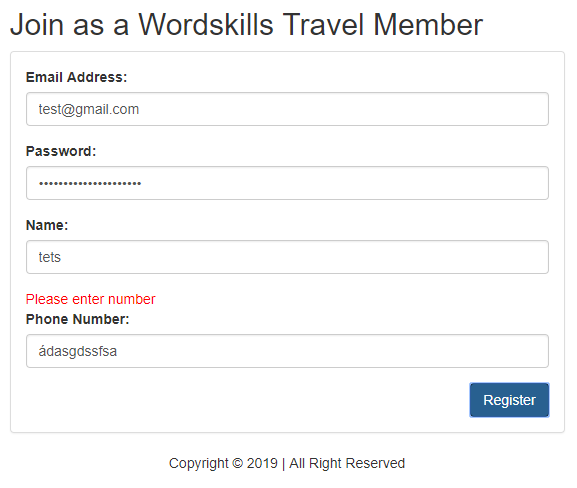 Join as a Wordskills Travel Member
Email Address:
test@gmail.com
Password:
•••••••••••••••••••••
Name:
tets
Please enter number
Phone Number:
ádasgdssfsa
Register
Copyright © 2019 | All Right Reserved